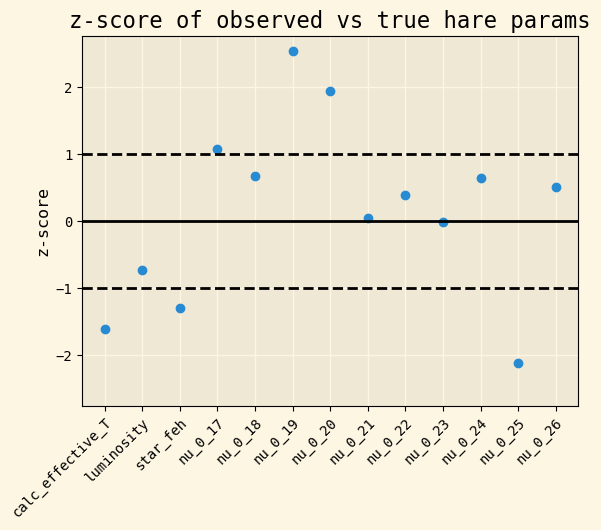 z-score of observed vs true hare params
z-score
2
1
0
−1
−2
calc_effective_T
luminosity
star_feh
nu_0_17
nu_0_18
nu_0_19
nu_0_20
nu_0_21
nu_0_22
nu_0_23
nu_0_24
nu_0_25
nu_0_26